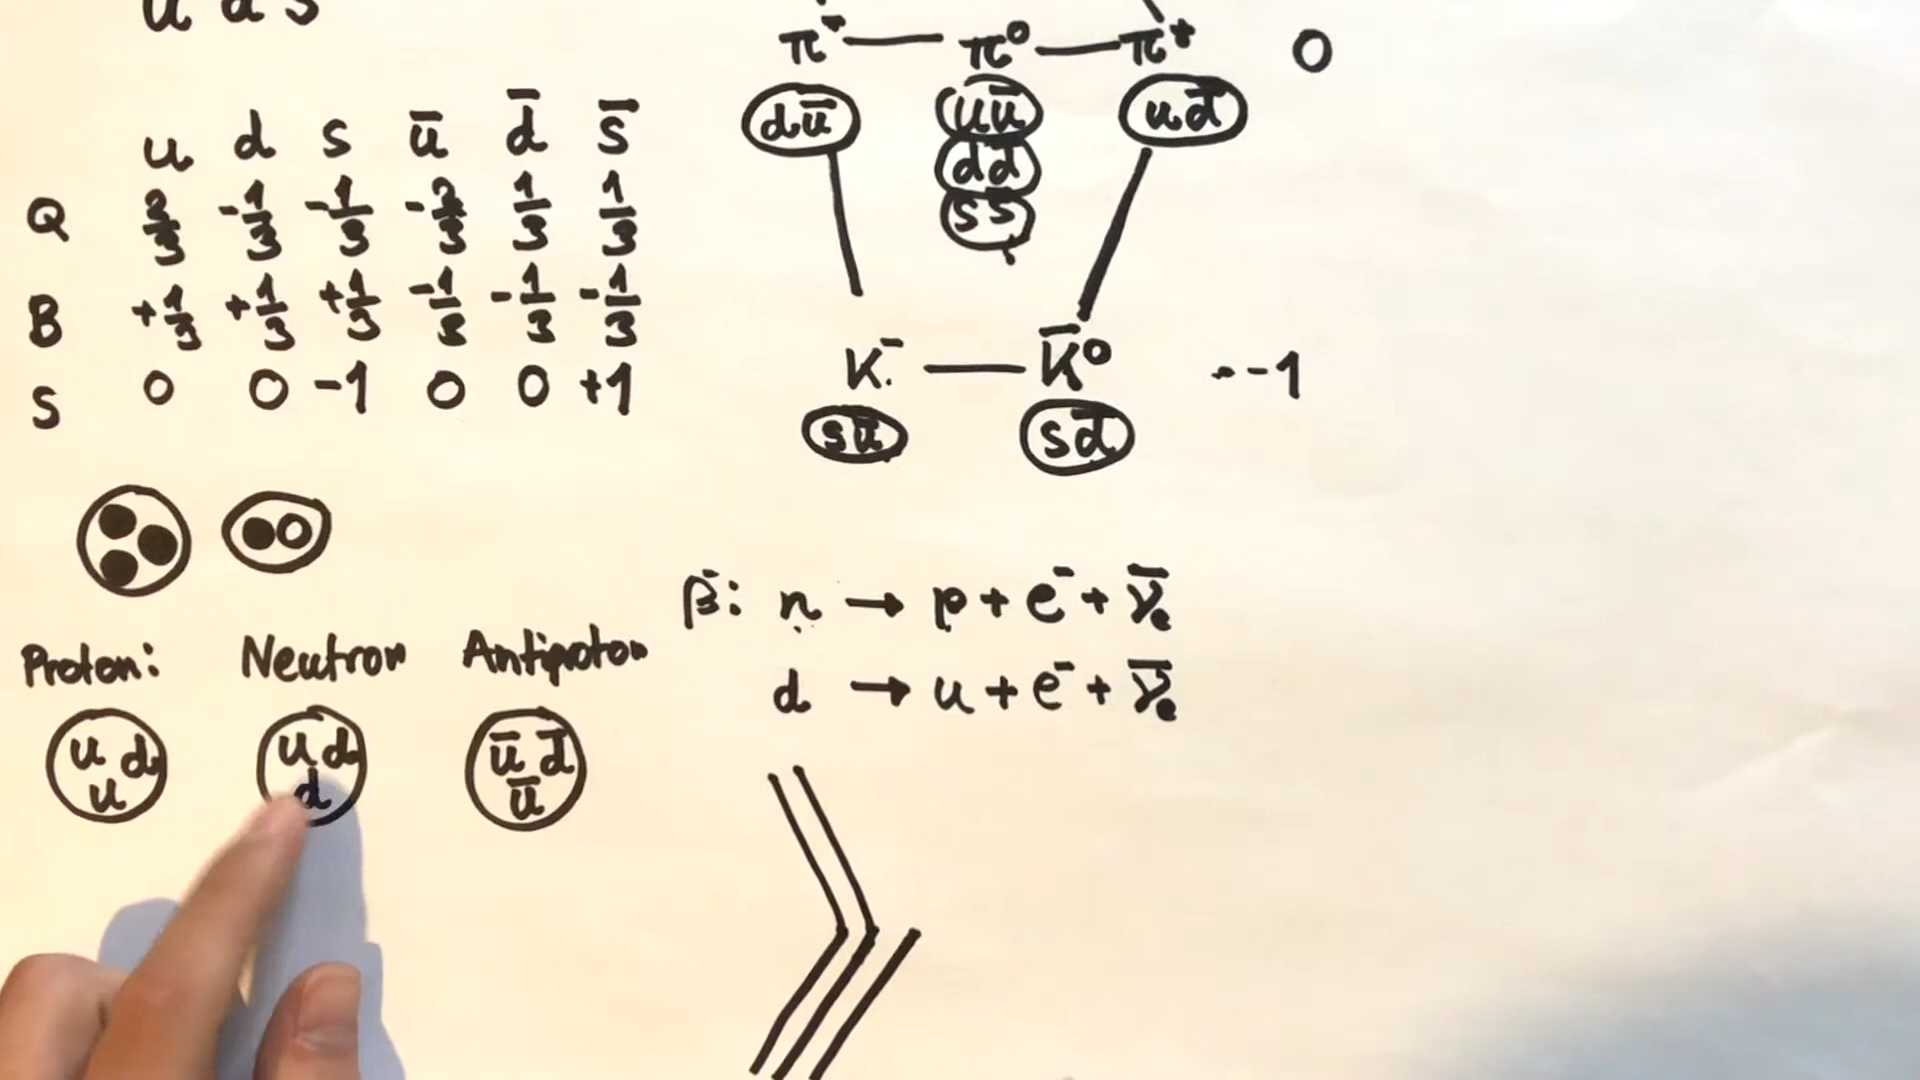 u d s
u d s ū d̄ s̄
Q 2/3 -1/3 -1/3 -2/3 1/3 1/3
B +1/3 +1/3 +1/3 -1/3 -1/3 -1/3
S 0 0 -1 0 0 +1
Proton: Neutron Antiproton
u d ud ū d̄
u d ū
π⁻ — π⁰ — π⁺ 0
dū uū ud̄
dd̄
ss̄
K⁻ — K̄⁰ -1
sū sd̄
β⁻: n → p + e⁻ + ν̄e
d → u + e⁻ + ν̄e